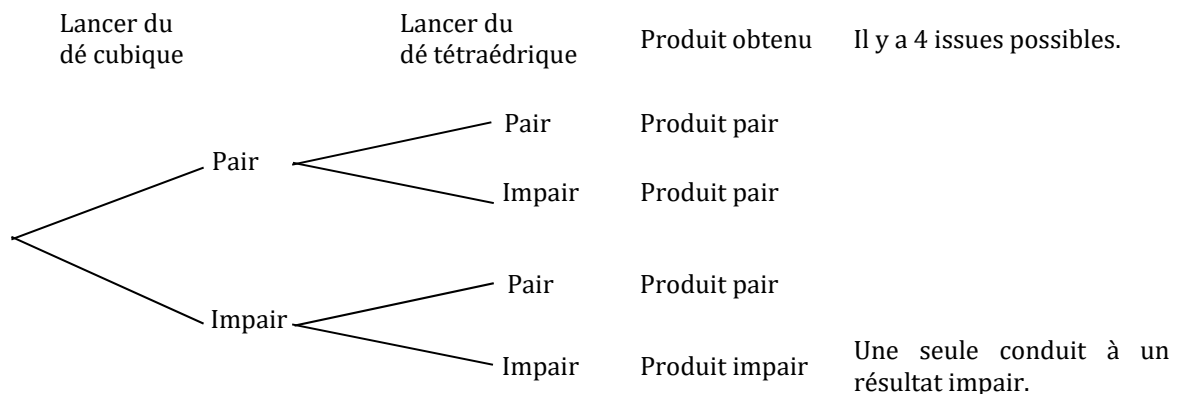 Lancer du
dé cubique
Lancer du
dé tétraédrique
Produit obtenu
Il y a 4 issues possibles.
Pair
Produit pair
Pair
Impair
Produit pair
Pair
Produit pair
Impair
Impair
Produit impair
Une seule conduit à un
résultat impair.